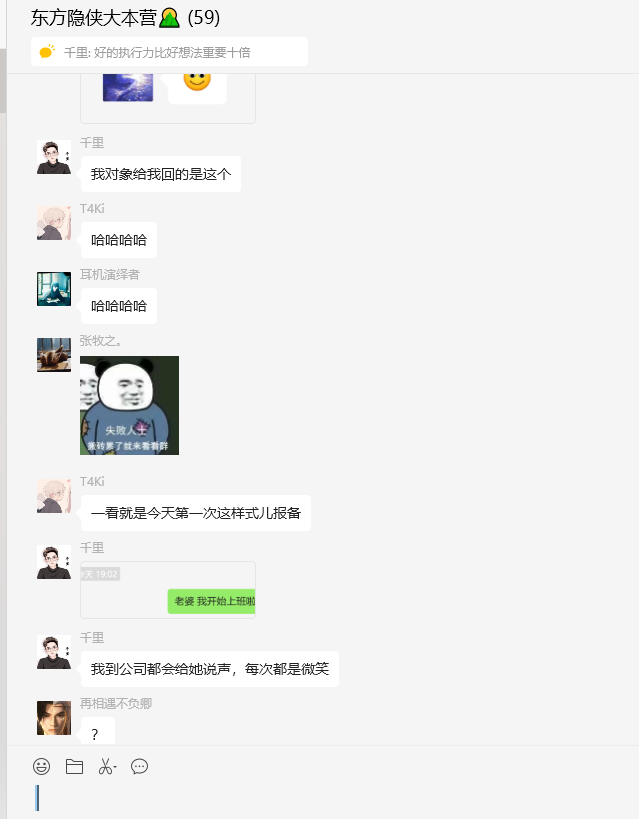 东方隐侠大本营 (59)
千里: 好的执行力比好想法重要十倍
千里
我对象给我回的是这个
T4Ki
哈哈哈哈
耳机演绎者
哈哈哈哈
张牧之。
失败人士
搬砖累了就来看看群
T4Ki
一看就是今天第一次这样式儿报备
千里
天 19:02
老婆 我开始上班啦
千里
我到公司都会给她说声，每次都是微笑
再相遇不负卿
？